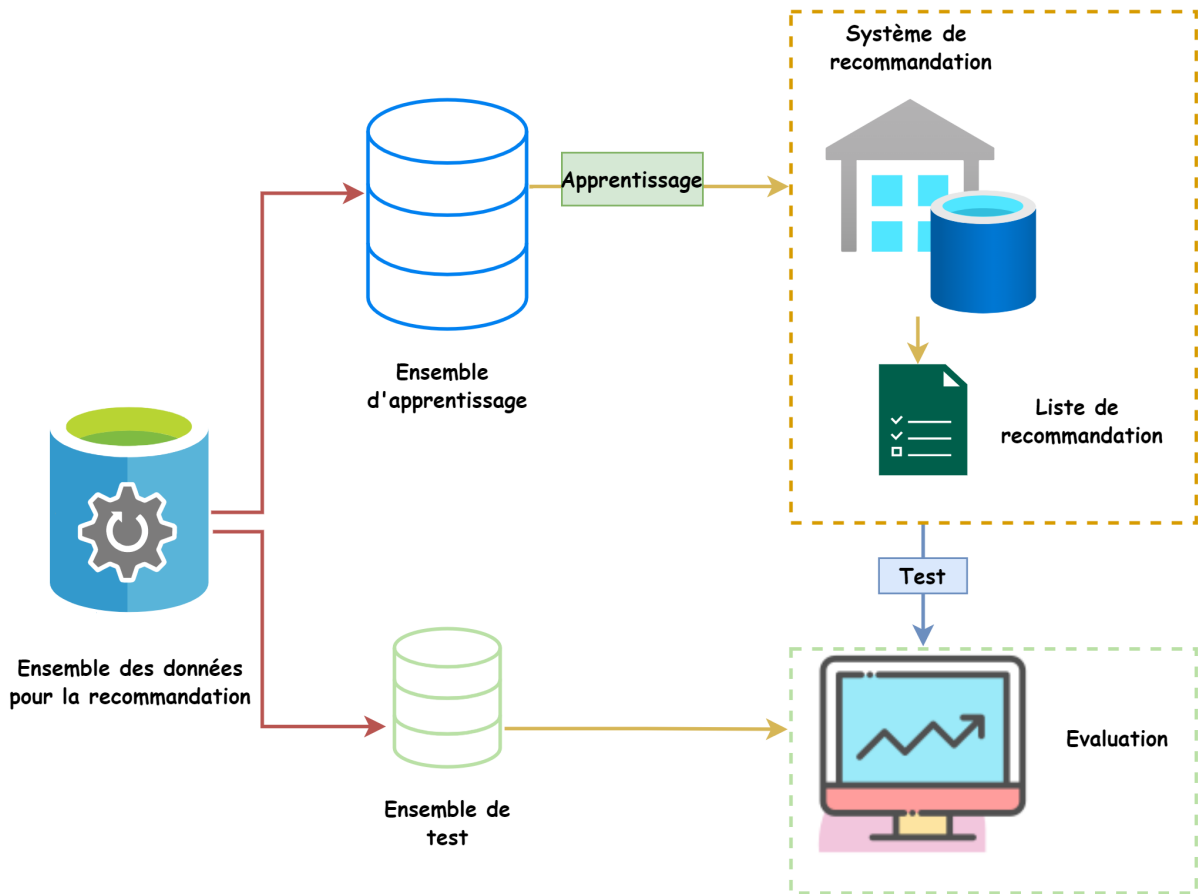 Système de
recommandation
Apprentissage
Ensemble
d'apprentissage
Liste de
recommandation
Test
Ensemble des données
pour la recommandation
Evaluation
Ensemble de
test